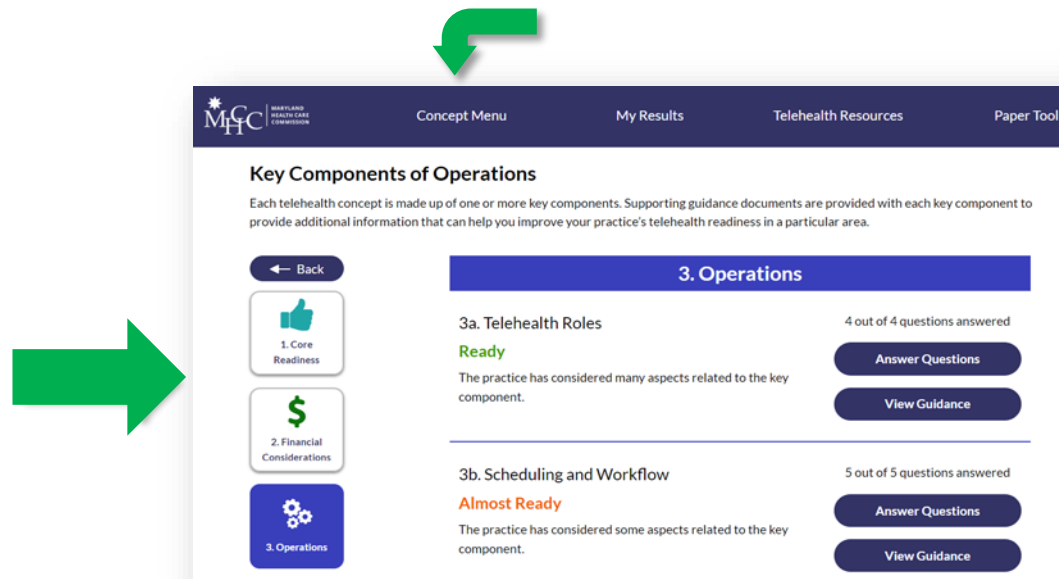 MHCC MARYLAND
HEALTH CARE
COMMISSION
Concept Menu
My Results
Telehealth Resources
Paper Tool
Key Components of Operations
Each telehealth concept is made up of one or more key components. Supporting guidance documents are provided with each key component to
provide additional information that can help you improve your practice's telehealth readiness in a particular area.
Back
1. Core
Readiness
2. Financial
Considerations
3. Operations
3. Operations
3a. Telehealth Roles
4 out of 4 questions answered
Ready
Answer Questions
The practice has considered many aspects related to the key
component.
View Guidance
3b. Scheduling and Workflow
5 out of 5 questions answered
Almost Ready
Answer Questions
The practice has considered some aspects related to the key
component.
View Guidance